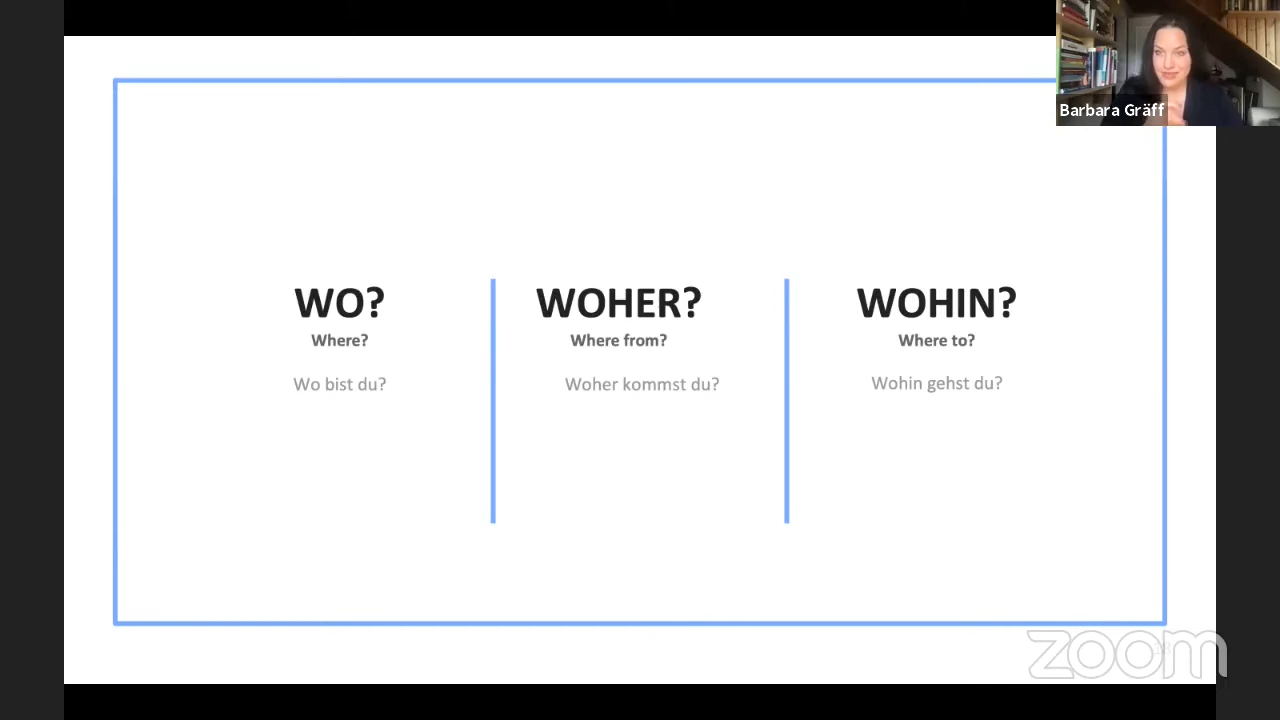 Barbara Gräff
WO?
Where?
Wo bist du?
WOHER?
Where from?
Woher kommst du?
WOHIN?
Where to?
Wohin gehst du?
zoom